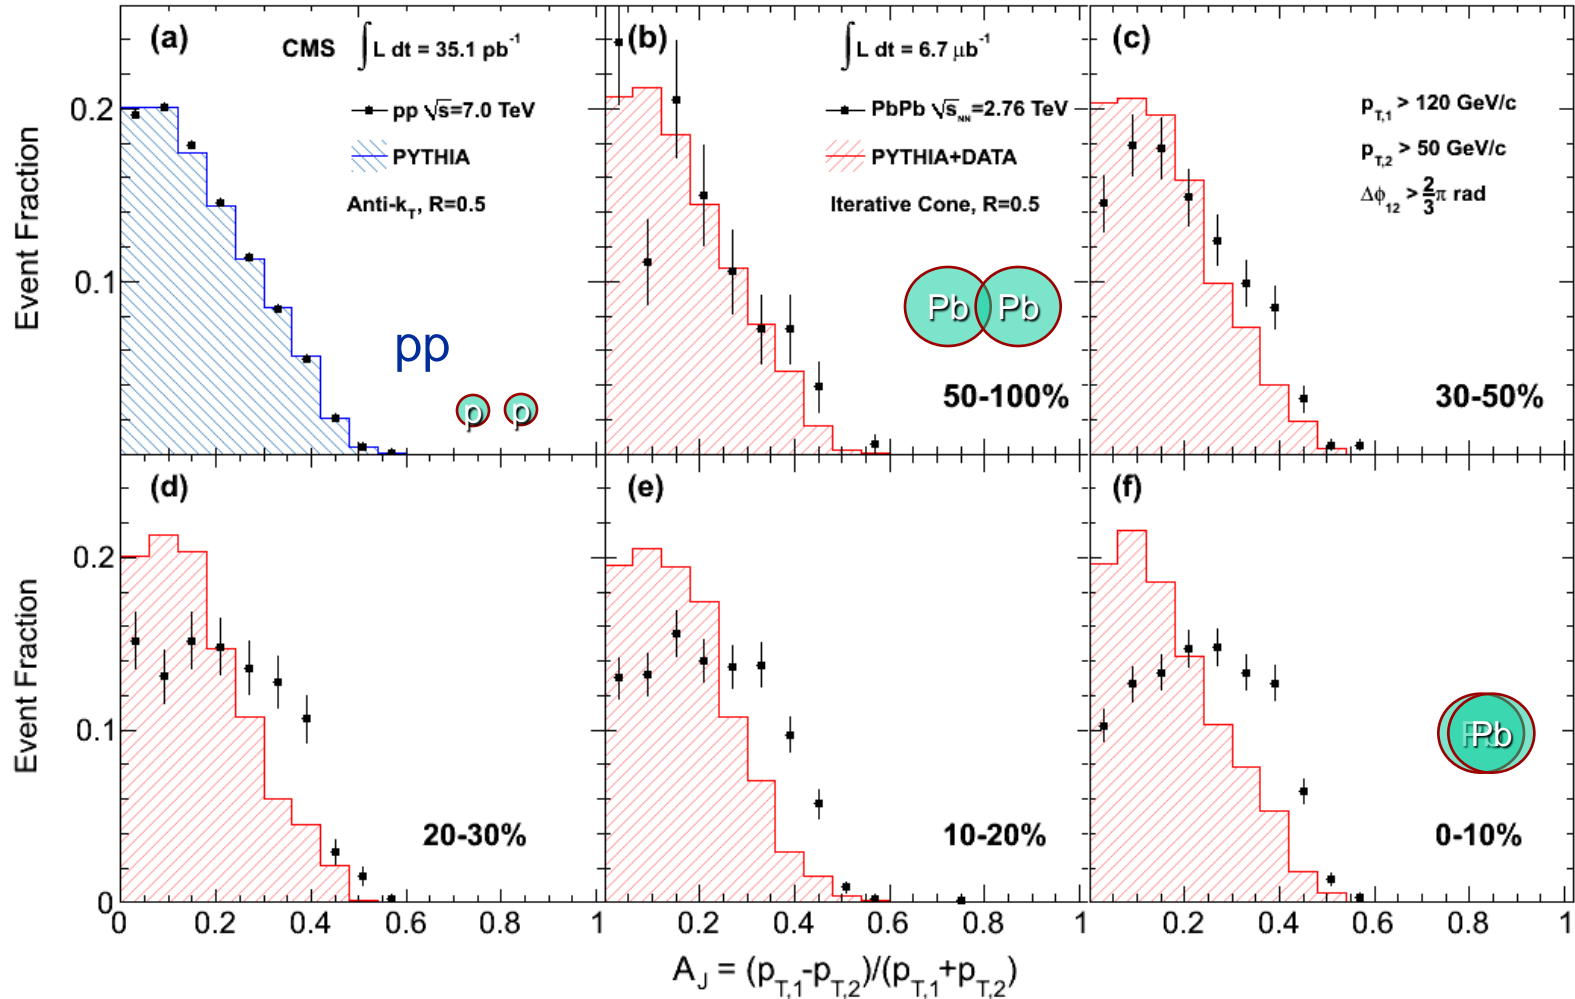 (a) CMS ∫L dt = 35.1 pb⁻¹
pp √s=7.0 TeV
PYTHIA
Anti-k_T, R=0.5
pp
p p
(b) ∫L dt = 6.7 μb⁻¹
PbPb √s_NN=2.76 TeV
PYTHIA+DATA
Iterative Cone, R=0.5
Pb Pb
50-100%
(c)
p_T,1 > 120 GeV/c
p_T,2 > 50 GeV/c
Δϕ_12 > 2/3 π rad
30-50%
Event Fraction
0.2
0.1
(d)
20-30%
(e)
10-20%
(f)
Pb
0-10%
Event Fraction
0.2
0.1
0
0 0.2 0.4 0.6 0.8 1
0.2 0.4 0.6 0.8 1
0.2 0.4 0.6 0.8 1
A_J = (p_T,1-p_T,2)/(p_T,1+p_T,2)